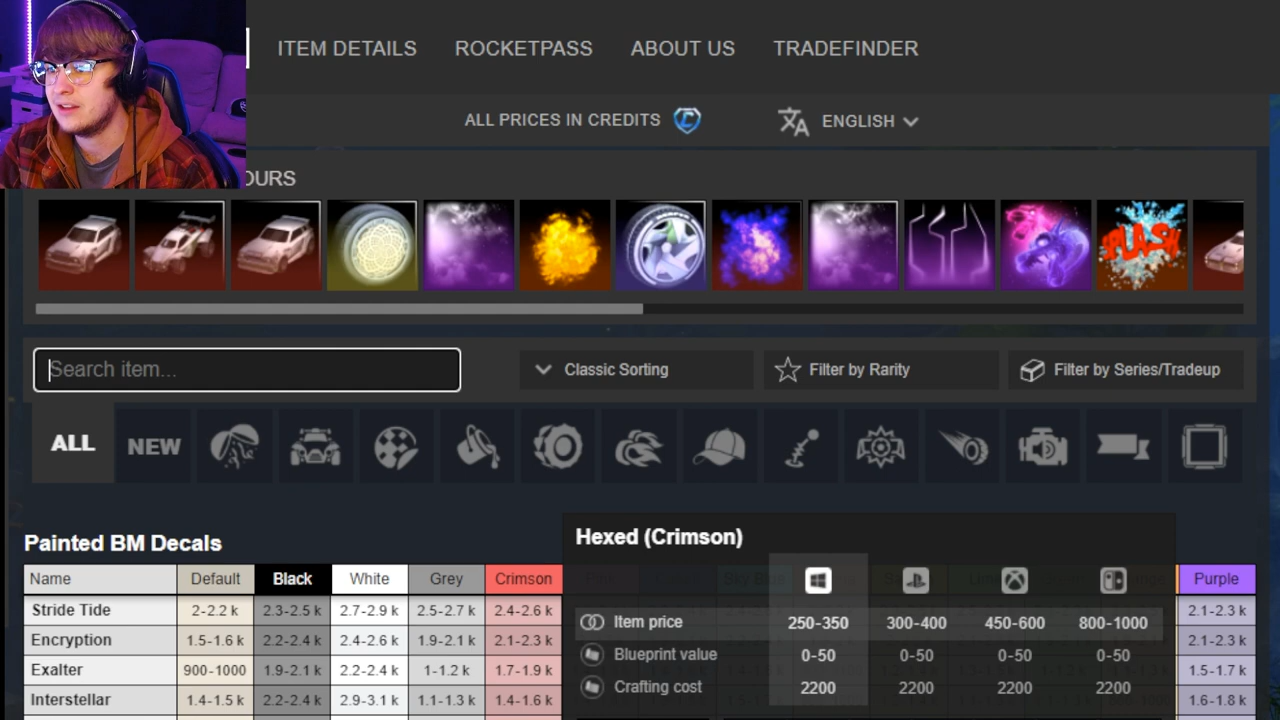 ITEM DETAILS ROCKETPASS ABOUT US TRADEFINDER
ALL PRICES IN CREDITS ENGLISH
OURS
SPLASH
Search item... Classic Sorting Filter by Rarity Filter by Series/Tradeup
ALL NEW
Painted BM Decals
Hexed (Crimson)
Name Default Black White Grey Crimson Purple
Item price 250-350 300-400 450-600 800-1000
Blueprint value 0-50 0-50 0-50 0-50
Crafting cost 2200 2200 2200 2200
Stride Tide 2-2.2 k 2.3-2.5 k 2.7-2.9 k 2.5-2.7 k 2.4-2.6 k 2.1-2.3 k
Encryption 1.5-1.6 k 2.2-2.4 k 2.4-2.6 k 1.9-2.1 k 2.1-2.3 k 2.1-2.3 k
Exalter 900-1000 1.9-2.1 k 2.2-2.4 k 1-1.2 k 1.7-1.9 k 1.5-1.7 k
Interstellar 1.4-1.5 k 2.2-2.4 k 2.9-3.1 k 1.1-1.3 k 1.4-1.6 k 1.6-1.8 k